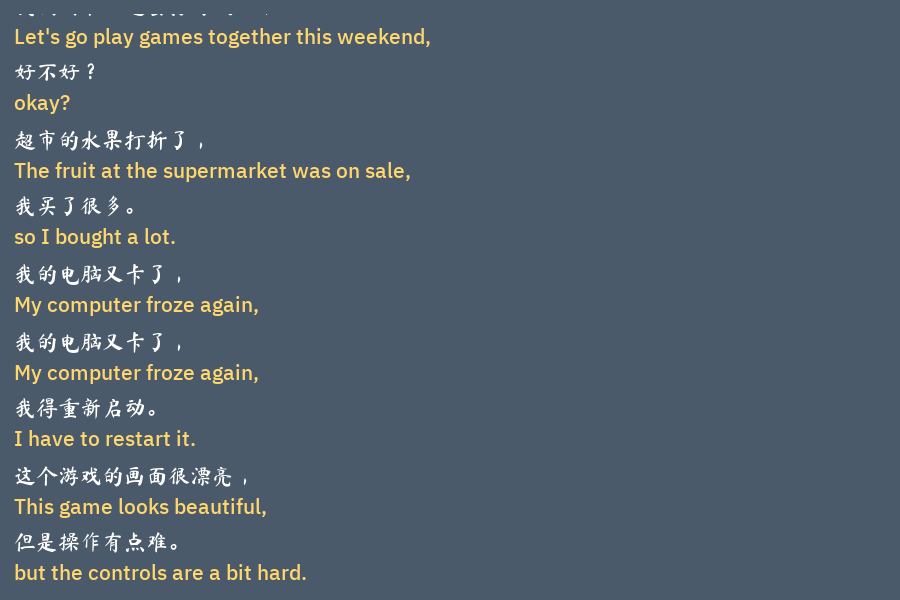 Let's go play games together this weekend,
好不好？
okay?
超市的水果打折了，
The fruit at the supermarket was on sale,
我买了很多。
so I bought a lot.
我的电脑又卡了，
My computer froze again,
我的电脑又卡了，
My computer froze again,
我得重新启动。
I have to restart it.
这个游戏的画面很漂亮，
This game looks beautiful,
但是操作有点难。
but the controls are a bit hard.